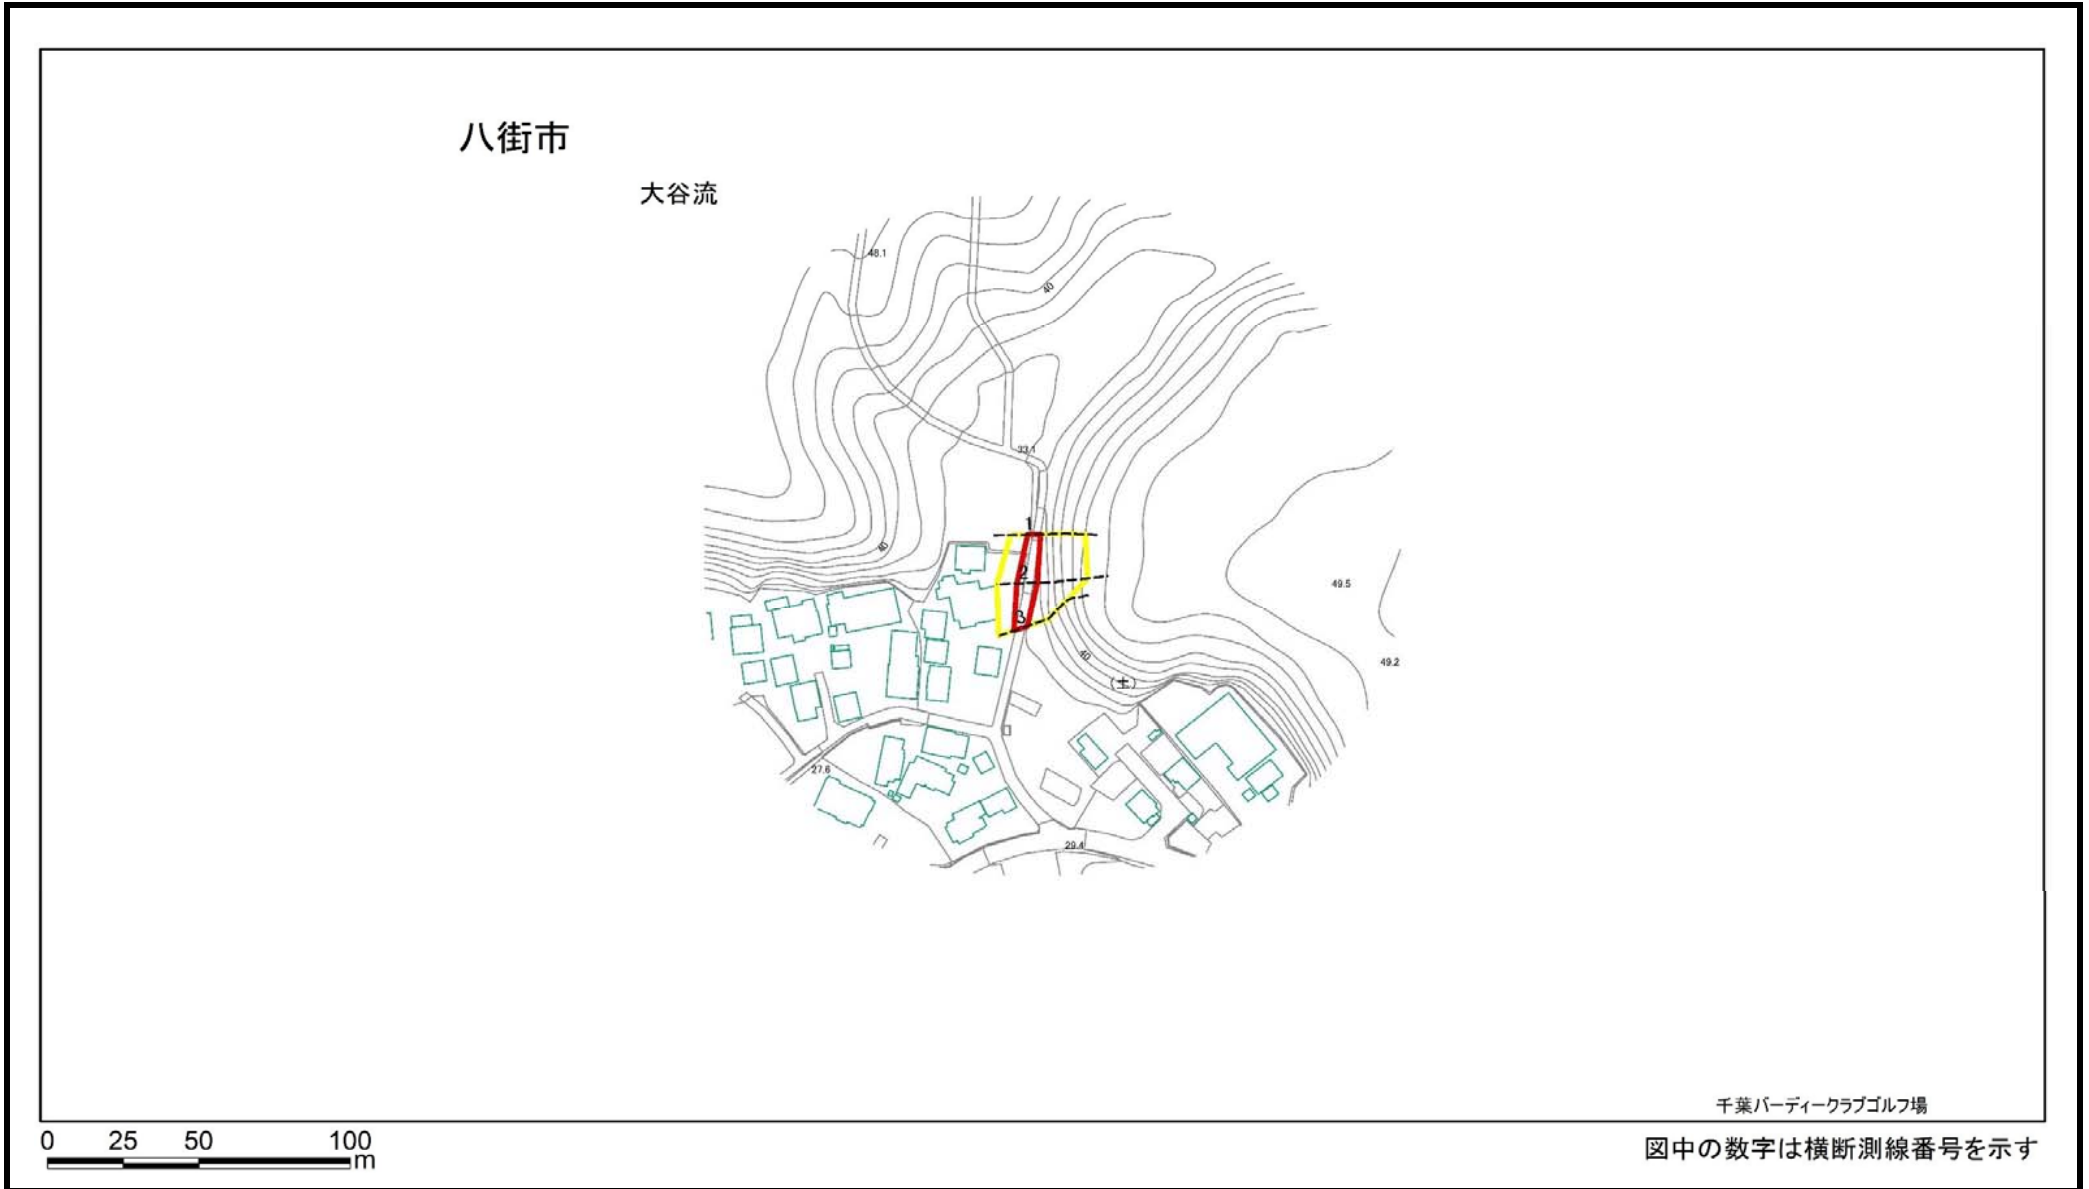 八街市
大谷流
48.1
40
33.1
1
40
2
49.5
3
40
49.2
(土)
27.6
29.4
千葉バーディークラブゴルフ場
0 25 50 100
m
図中の数字は横断測線番号を示す